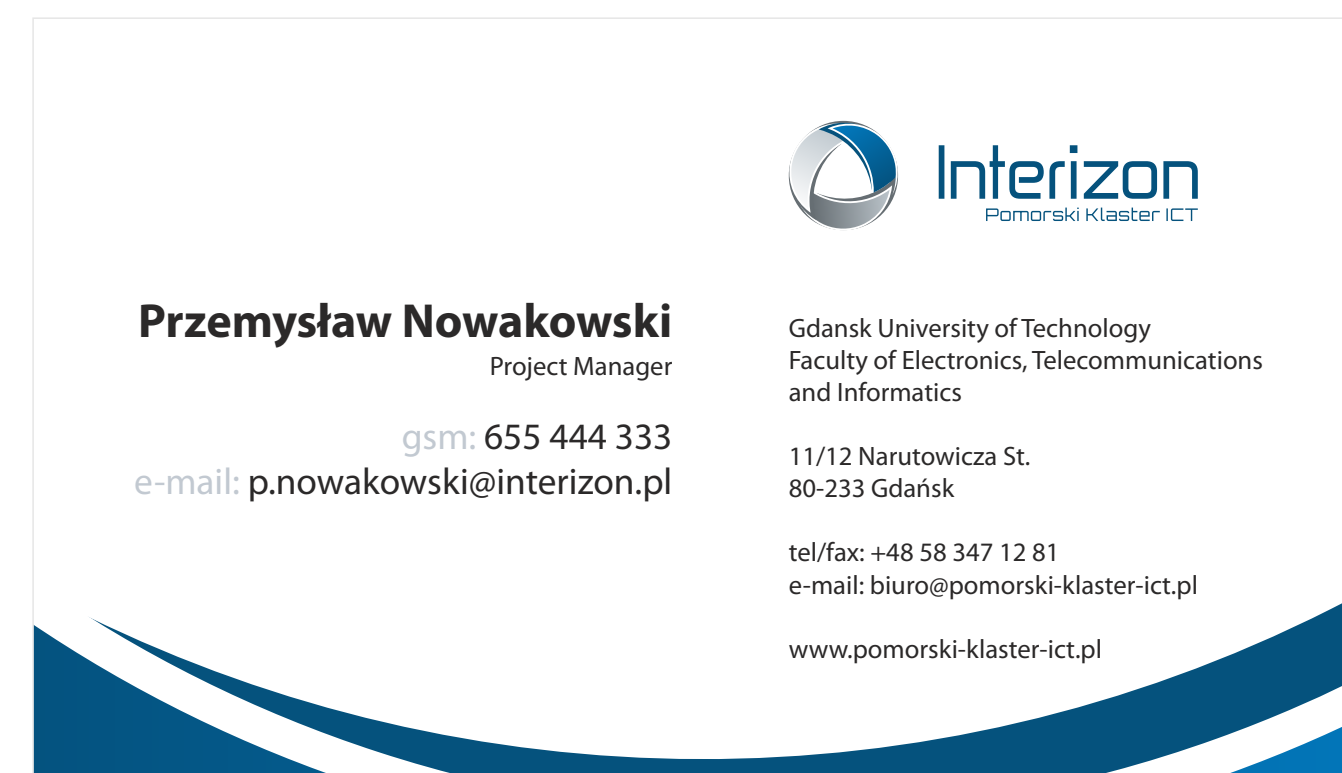 Interizon
Pomorski Klaster ICT
Przemysław Nowakowski
Project Manager
gsm: 655 444 333
e-mail: p.nowakowski@interizon.pl
Gdansk University of Technology
Faculty of Electronics, Telecommunications
and Informatics
11/12 Narutowicza St.
80-233 Gdańsk
tel/fax: +48 58 347 12 81
e-mail: biuro@pomorski-klaster-ict.pl
www.pomorski-klaster-ict.pl